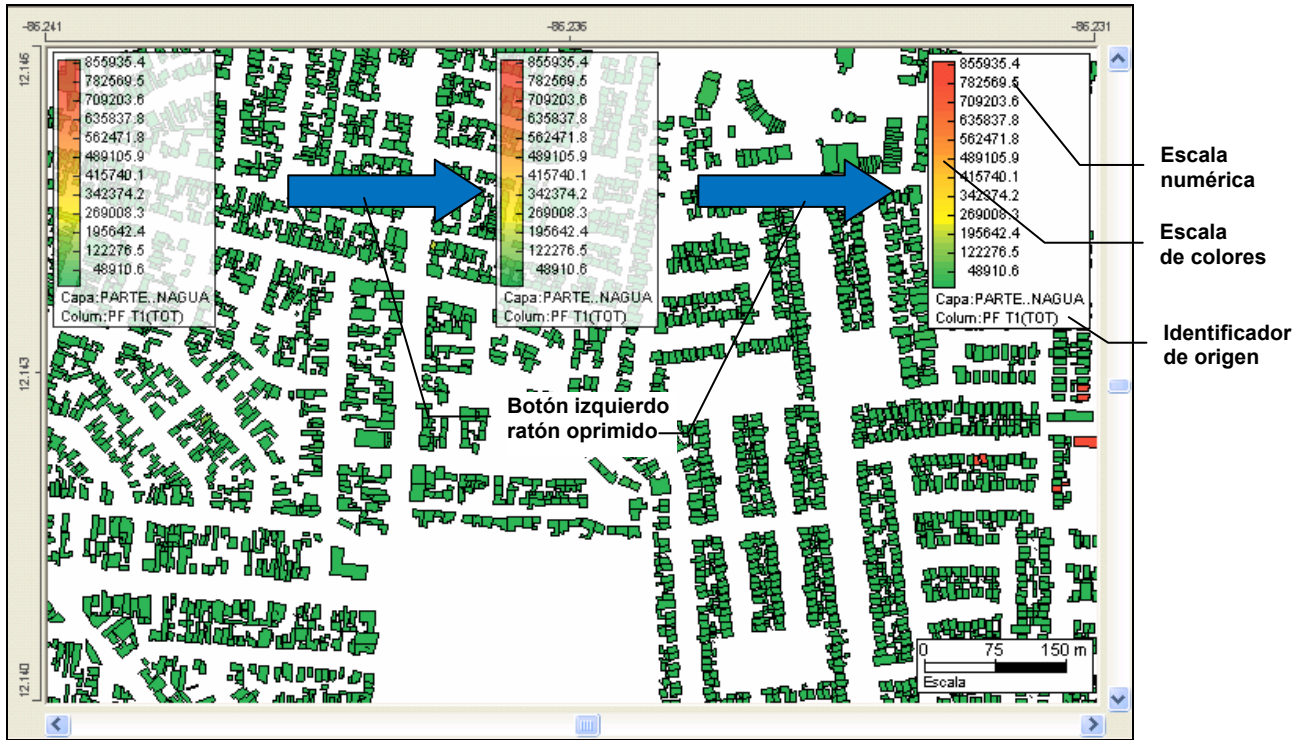 -86.241
-86.236
-86.231
12.146
12.143
12.140
855935.4
782569.5
709203.6
635837.8
562471.8
489105.9
415740.1
342374.2
269008.3
195642.4
122276.5
48910.6
Capa:PARTE..NAGUA
Colum:PF T1(TOT)
855935.4
782569.5
709203.6
635837.8
562471.8
489105.9
415740.1
342374.2
269008.3
195642.4
122276.5
48910.6
Capa:PARTE..NAGUA
Colum:PF T1(TOT)
855935.4
782569.5
709203.6
635837.8
562471.8
489105.9
415740.1
342374.2
269008.3
195642.4
122276.5
48910.6
Capa:PARTE..NAGUA
Colum:PF T1(TOT)
Escala
numérica
Escala
de colores
Identificador
de origen
Botón izquierdo
ratón oprimido
0 75 150 m
Escala